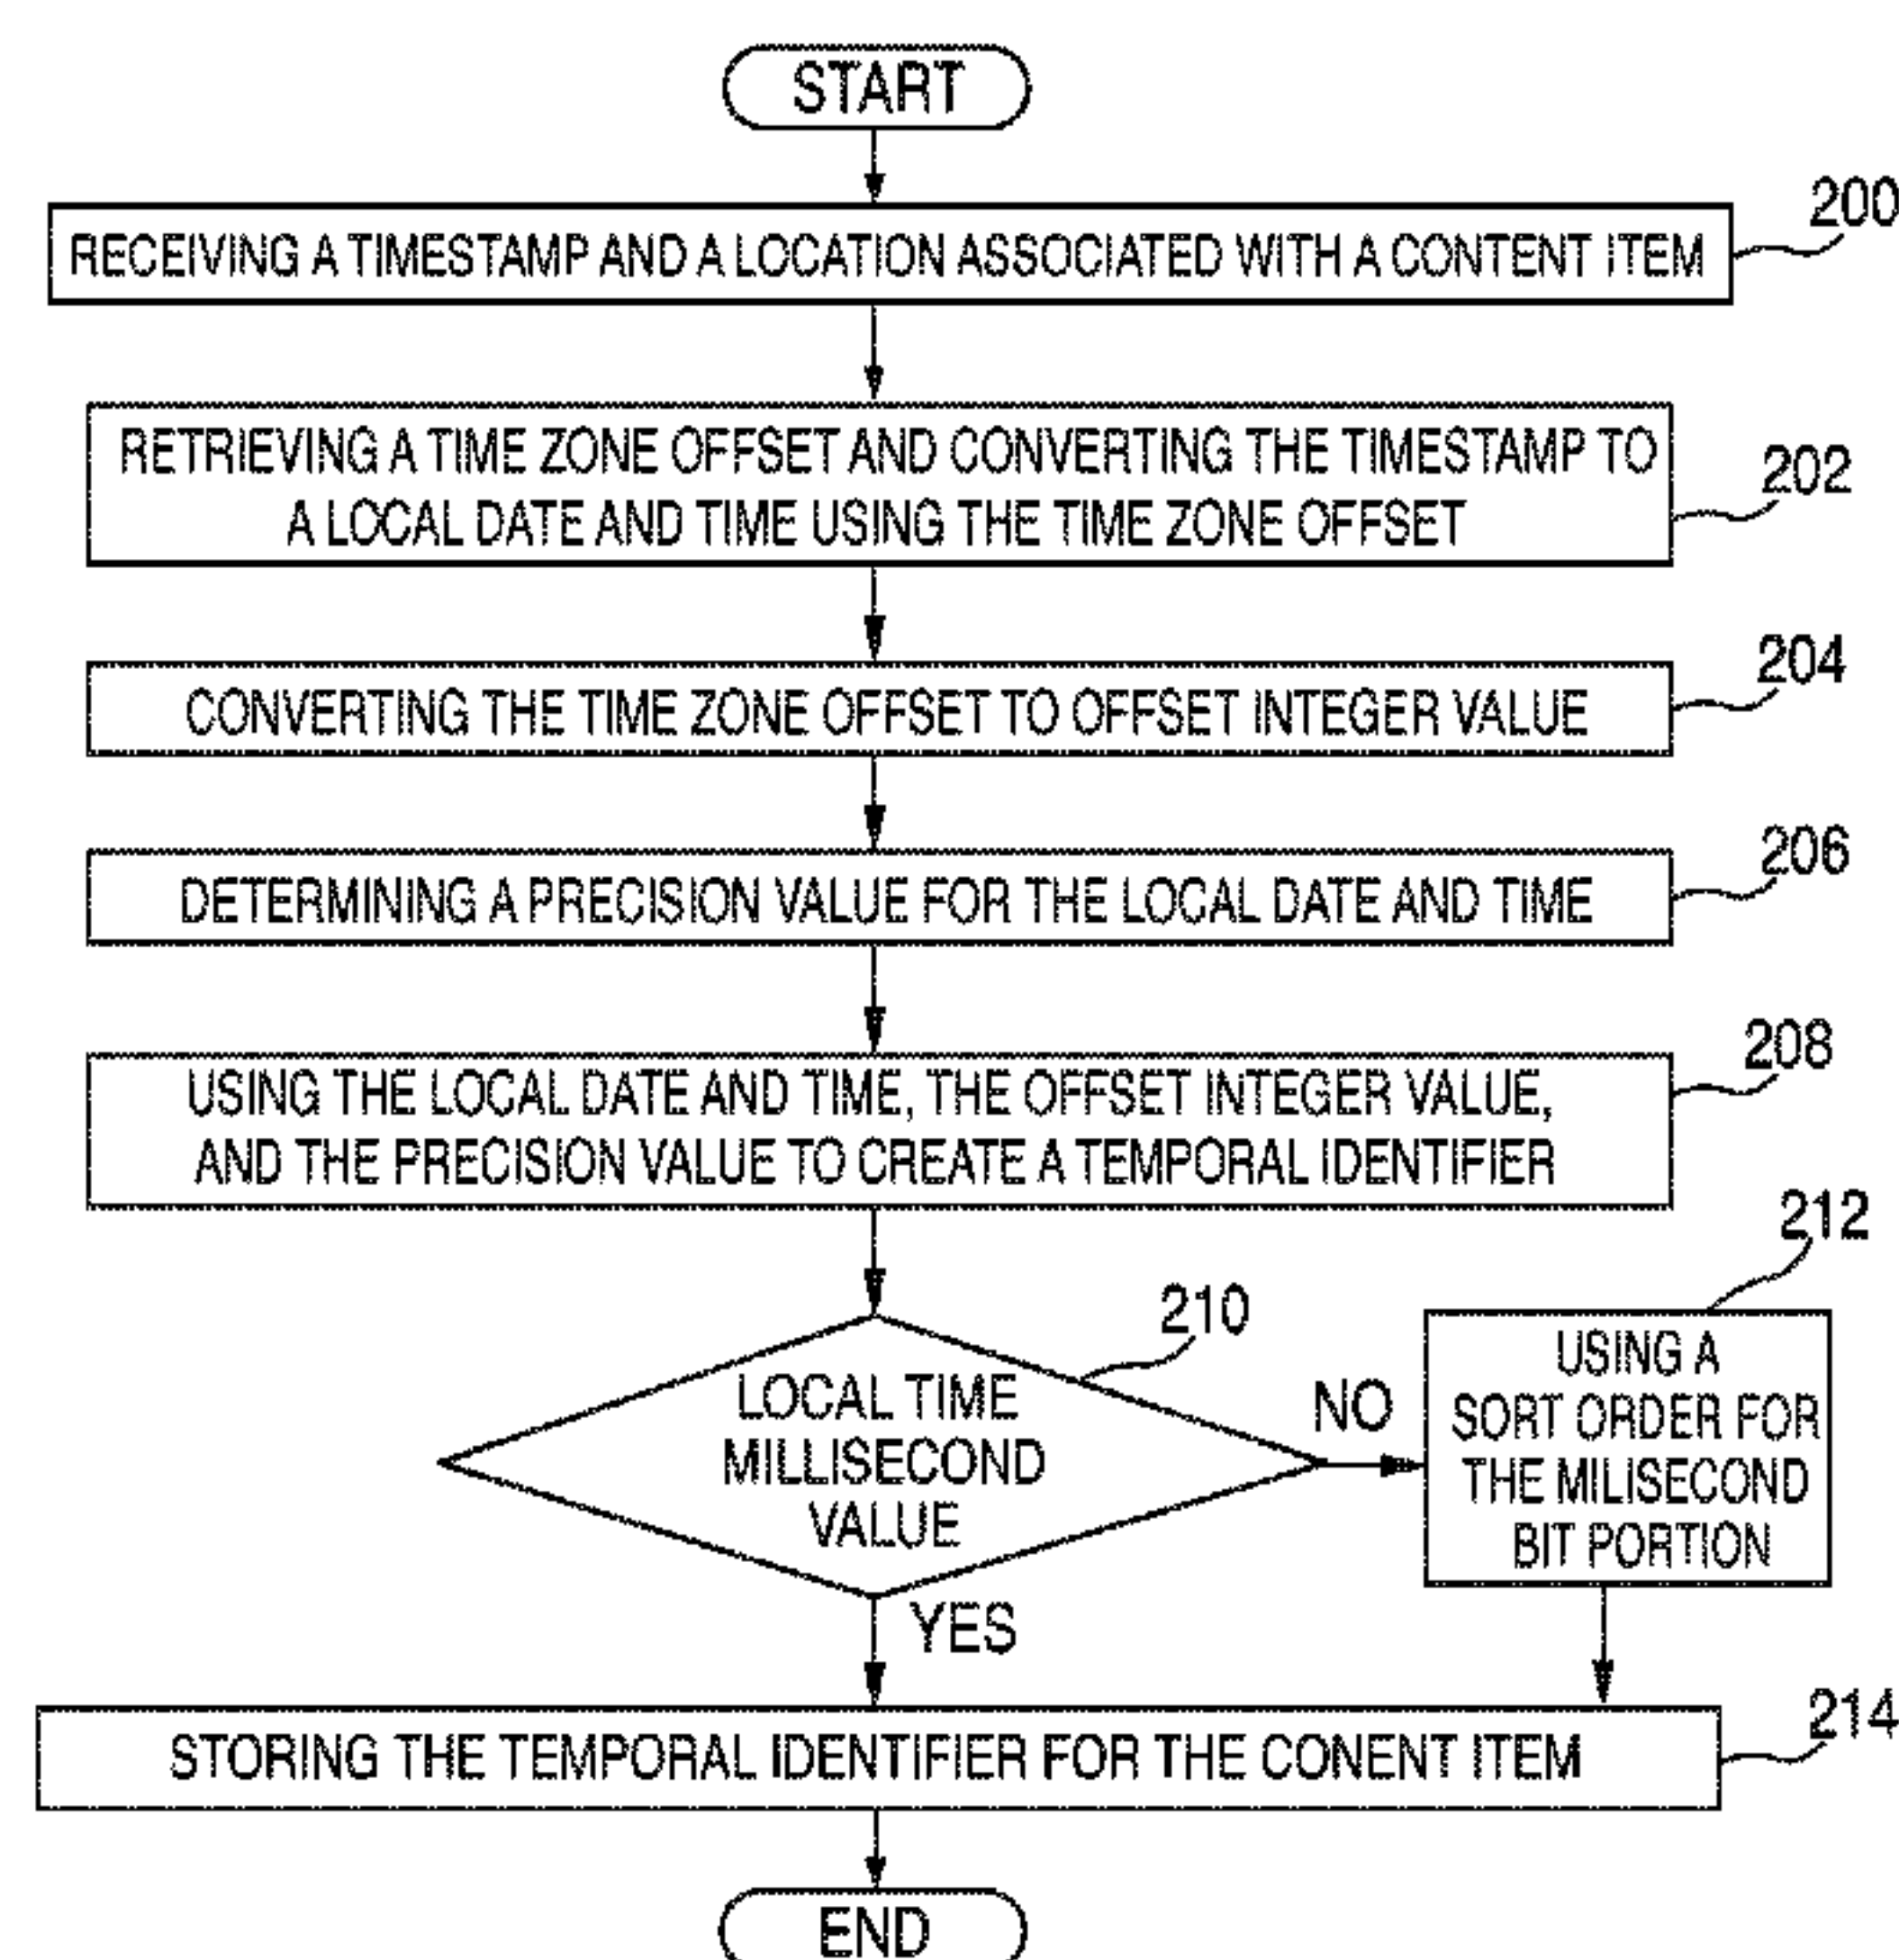 START
200
RECEIVING A TIMESTAMP AND A LOCATION ASSOCIATED WITH A CONTENT ITEM
RETRIEVING A TIME ZONE OFFSET AND CONVERTING THE TIMESTAMP TO
A LOCAL DATE AND TIME USING THE TIME ZONE OFFSET
202
204
CONVERTING THE TIME ZONE OFFSET TO OFFSET INTEGER VALUE
206
DETERMINING A PRECISION VALUE FOR THE LOCAL DATE AND TIME
208
USING THE LOCAL DATE AND TIME, THE OFFSET INTEGER VALUE,
AND THE PRECISION VALUE TO CREATE A TEMPORAL IDENTIFIER
210
LOCAL TIME
MILLISECOND
VALUE
NO
212
USING A
SORT ORDER FOR
THE MILISECOND
BIT PORTION
YES
214
STORING THE TEMPORAL IDENTIFIER FOR THE CONENT ITEM
END